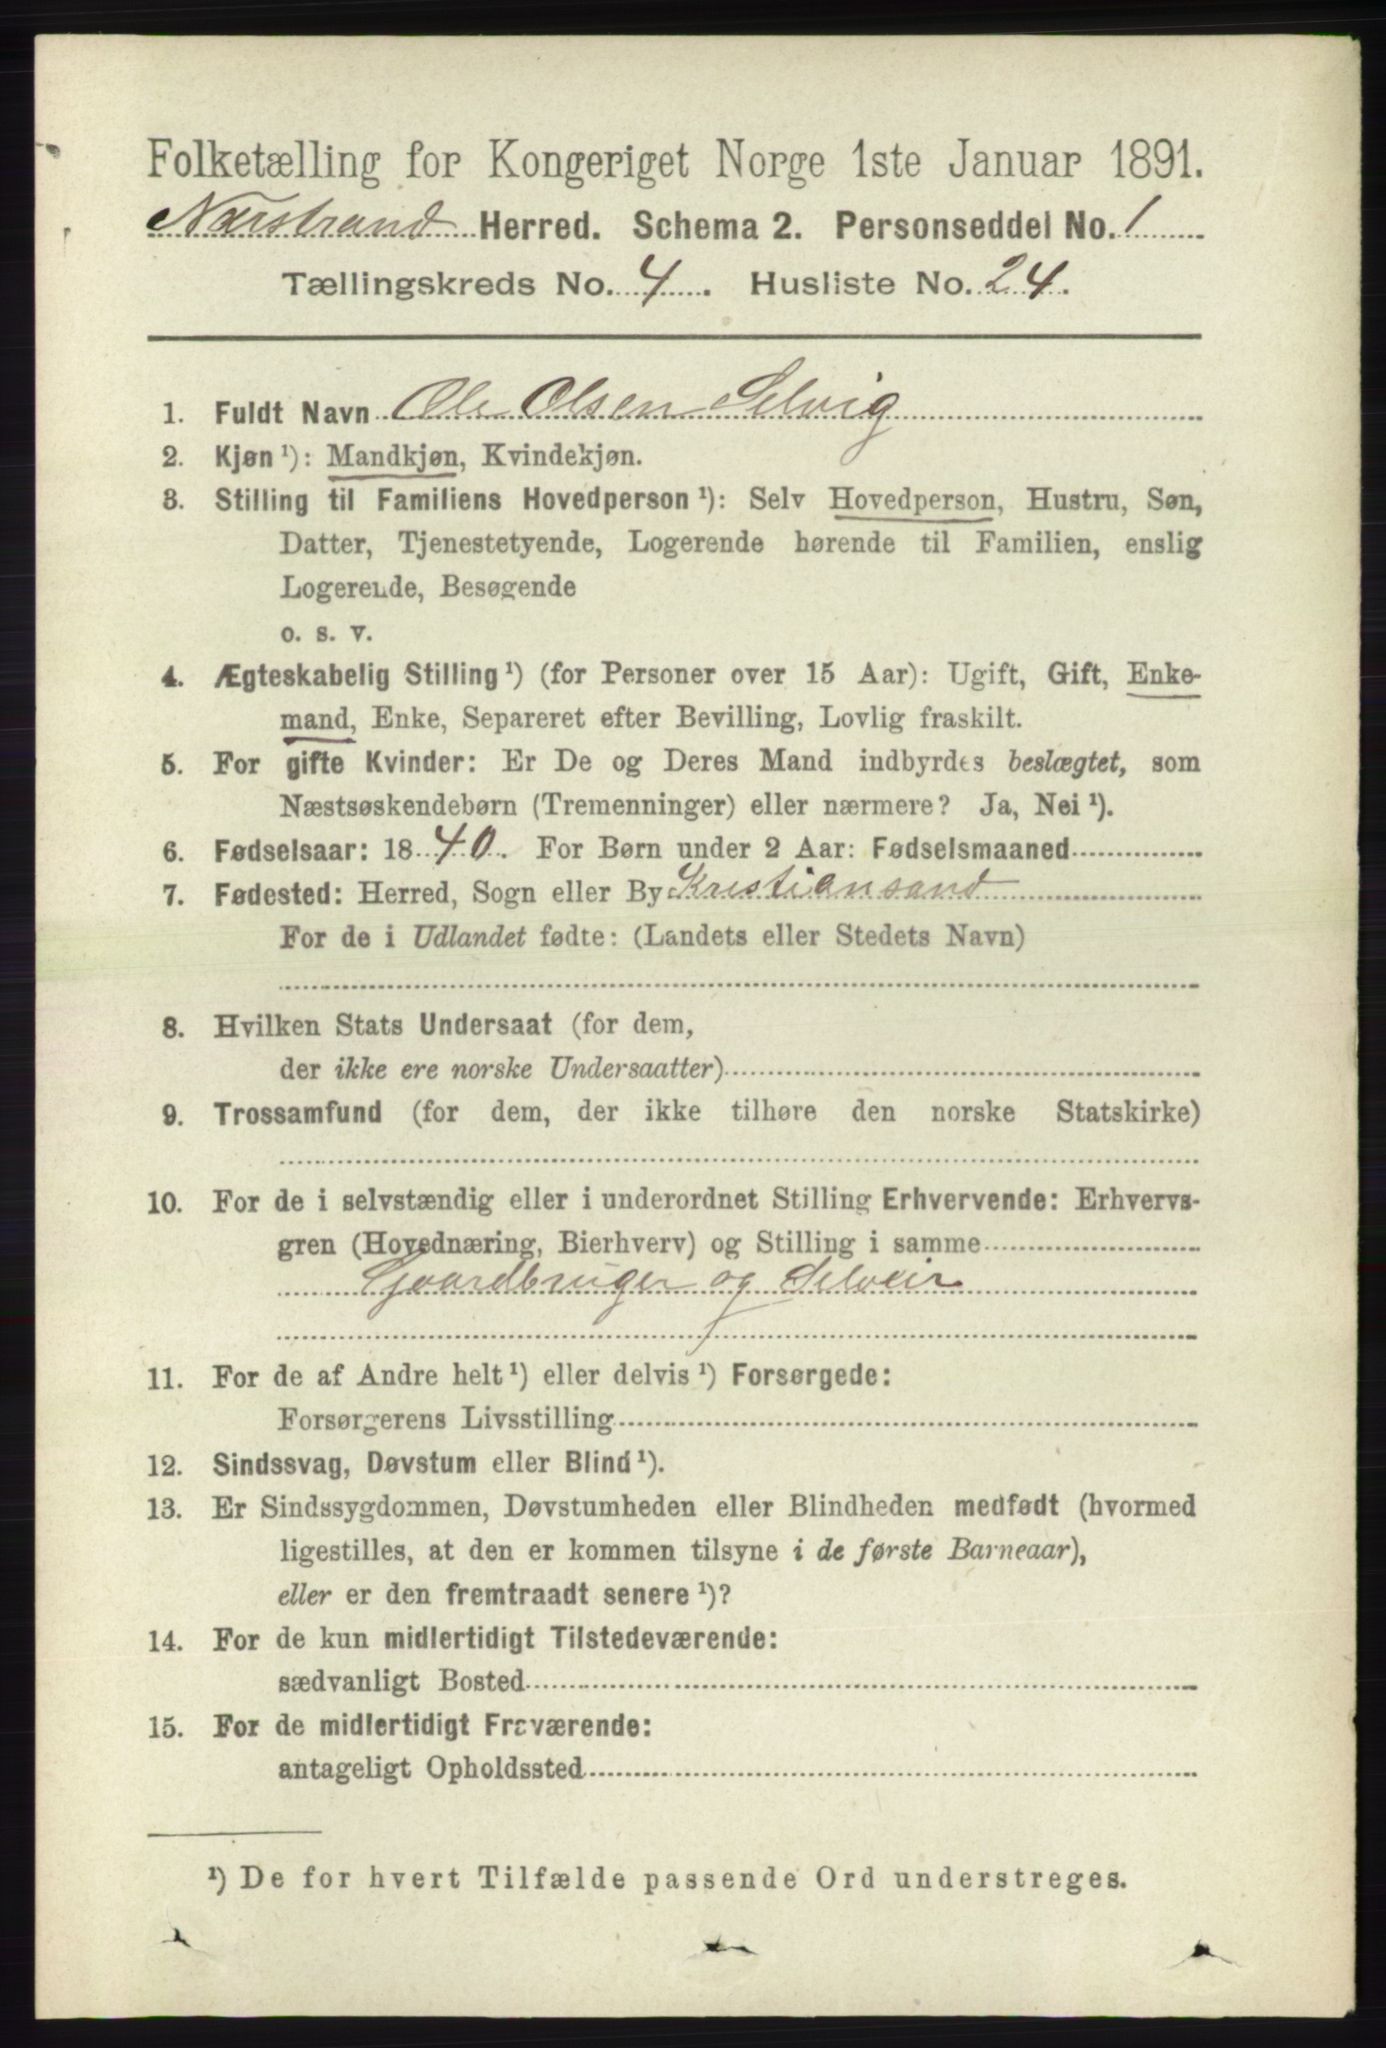 Folketælling for Kongeriget Norge 1ste Januar 1891.
Nærstrand Herred. Schema 2. Personseddel No. 1
Tællingskreds No. 4. Husliste No. 24.
1. Fuldt Navn Ole Olsen Selvig
2. Kjøn ¹): Mandkjøn, Kvindekjøn.
3. Stilling til Familiens Hovedperson ¹): Selv Hovedperson, Hustru, Søn,
Datter, Tjenestetyende, Logerende hørende til Familien, enslig
Logerende, Besøgende
o. s. v.
4. Ægteskabelig Stilling ¹) (for Personer over 15 Aar): Ugift, Gift, Enke-
mand, Enke, Separeret efter Bevilling, Lovlig fraskilt.
5. For gifte Kvinder: Er De og Deres Mand indbyrdes beslægtet, som
Næstsøskendebørn (Tremenninger) eller nærmere? Ja, Nei ¹).
6. Fødselsaar: 1840. For Børn under 2 Aar: Fødselsmaaned
7. Fødested: Herred, Sogn eller By Kristiansand
For de i Udlandet fødte: (Landets eller Stedets Navn)
8. Hvilken Stats Undersaat (for dem,
der ikke ere norske Undersaatter)
9. Trossamfund (for dem, der ikke tilhøre den norske Statskirke)
10. For de i selvstændig eller i underordnet Stilling Erhvervende: Erhvervs-
gren (Hovednæring, Bierhverv) og Stilling i samme
Gaardbruger og Selveir
11. For de af Andre helt ¹) eller delvis ¹) Forsørgede:
Forsørgerens Livsstilling
12. Sindssvag, Døvstum eller Blind ¹).
13. Er Sindssygdommen, Døvstumheden eller Blindheden medfødt (hvormed
ligestilles, at den er kommen tilsyne i de første Barneaar),
eller er den fremtraadt senere ¹)?
14. For de kun midlertidigt Tilstedeværende:
sædvanligt Bosted
15. For de midlertidigt Fraværende:
antageligt Opholdssted
¹) De for hvert Tilfælde passende Ord understreges.